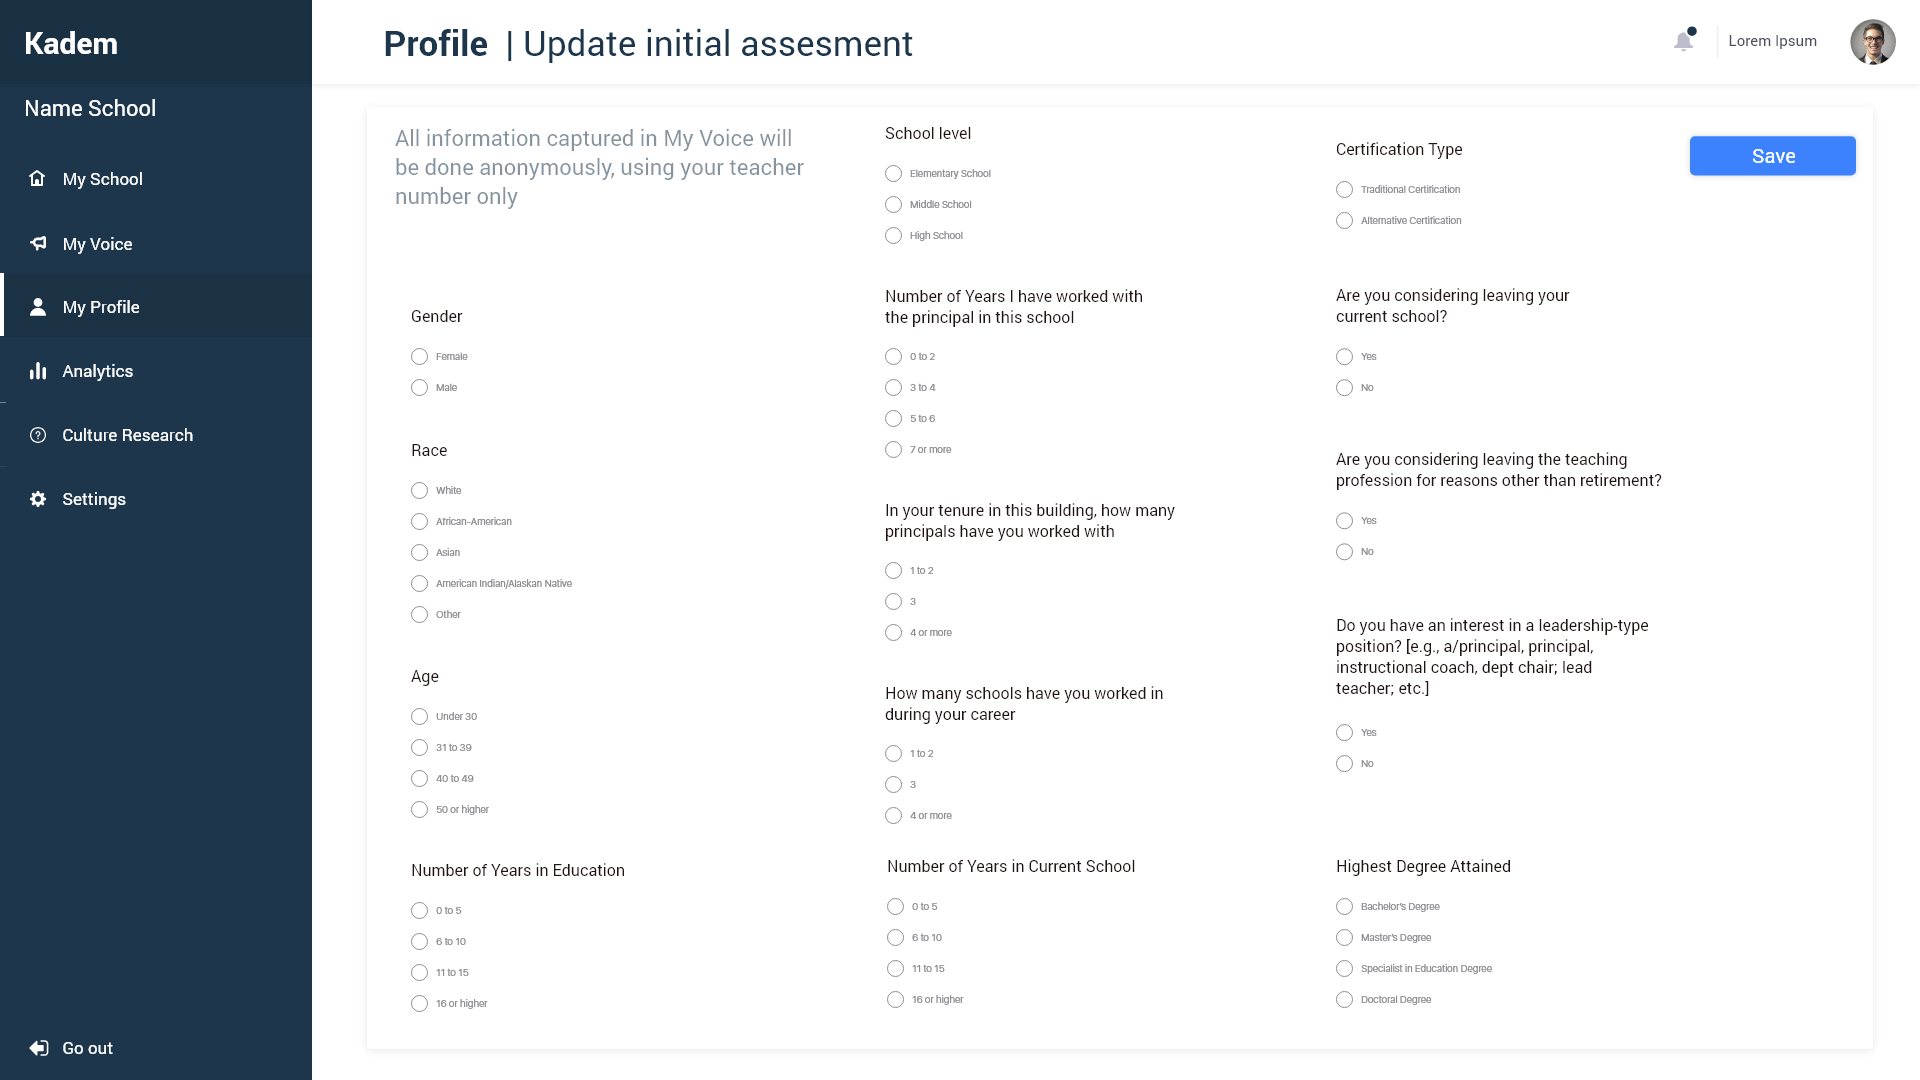 Kadem
Name School
My School
My Voice
My Profile
Analytics
Culture Research
Settings
Go out
Profile | Update initial assesment
Lorem Ipsum
All information captured in My Voice will
be done anonymously, using your teacher
number only
Gender
Female
Male
Race
White
African-American
Asian
American Indian/Alaskan Native
Other
Age
Under 30
31 to 39
40 to 49
50 or higher
Number of Years in Education
0 to 5
6 to 10
11 to 15
16 or higher
School level
Elementary School
Middle School
High School
Number of Years I have worked with
the principal in this school
0 to 2
3 to 4
5 to 6
7 or more
In your tenure in this building, how many
principals have you worked with
1 to 2
3
4 or more
How many schools have you worked in
during your career
1 to 2
3
4 or more
Number of Years in Current School
0 to 5
6 to 10
11 to 15
16 or higher
Certification Type
Traditional Certification
Alternative Certification
Save
Are you considering leaving your
current school?
Yes
No
Are you considering leaving the teaching
profession for reasons other than retirement?
Yes
No
Do you have an interest in a leadership-type
position? [e.g., a/principal, principal,
instructional coach, dept chair; lead
teacher; etc.]
Yes
No
Highest Degree Attained
Bachelor's Degree
Master's Degree
Specialist in Education Degree
Doctoral Degree